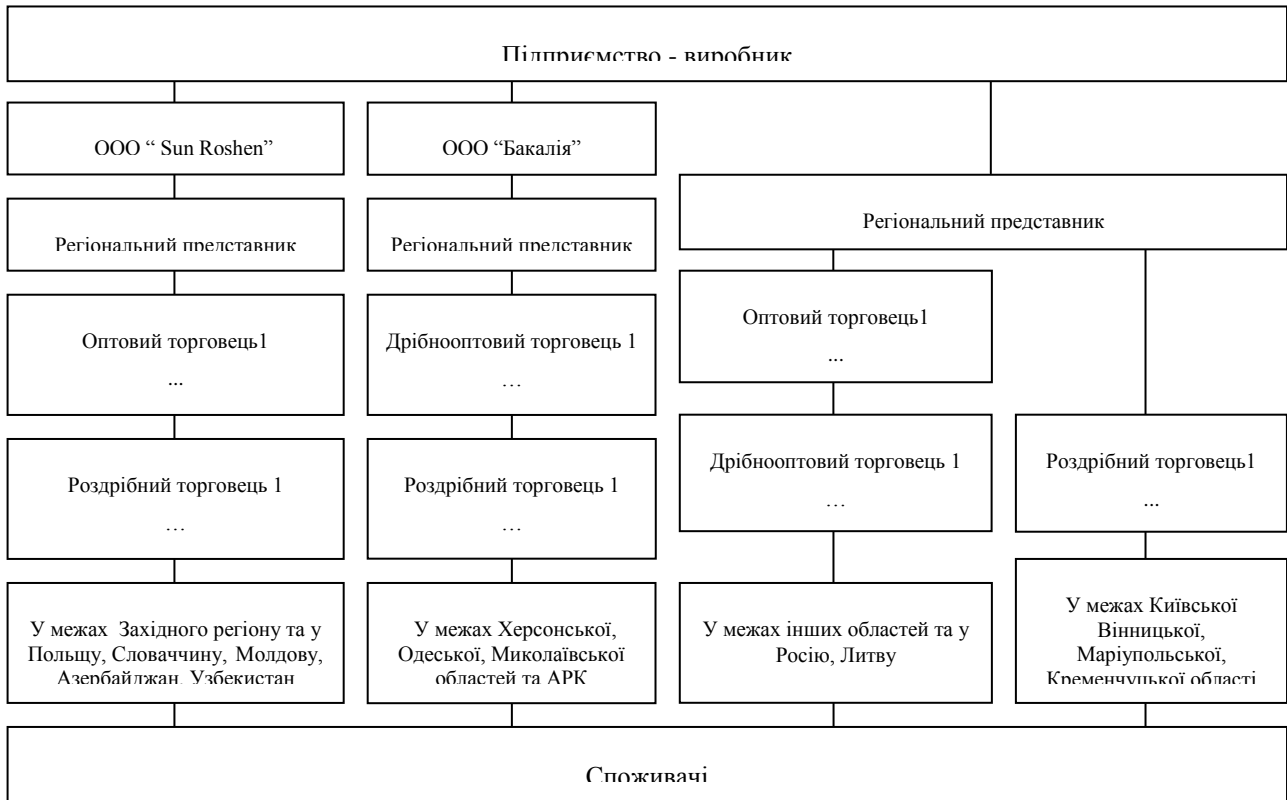 Підприємство - виробник
ООО “ Sun Roshen”
ООО “Бакалія”
Регіональний представник
Регіональний представник
Регіональний представник
Оптовий торговець1
...
Дрібнооптовий торговець 1
…
Оптовий торговець1
...
Роздрібний торговець 1
…
Роздрібний торговець 1
…
Дрібнооптовий торговець 1
…
Роздрібний торговець1
...
У межах Західного регіону та у
Польщу, Словаччину, Молдову,
Азербайджан, Узбекистан
У межах Херсонської,
Одеської, Миколаївської
областей та АРК
У межах інших областей та у
Росію, Литву
У межах Київської
Вінницької,
Маріупольської,
Кременчуцької області
Споживачі